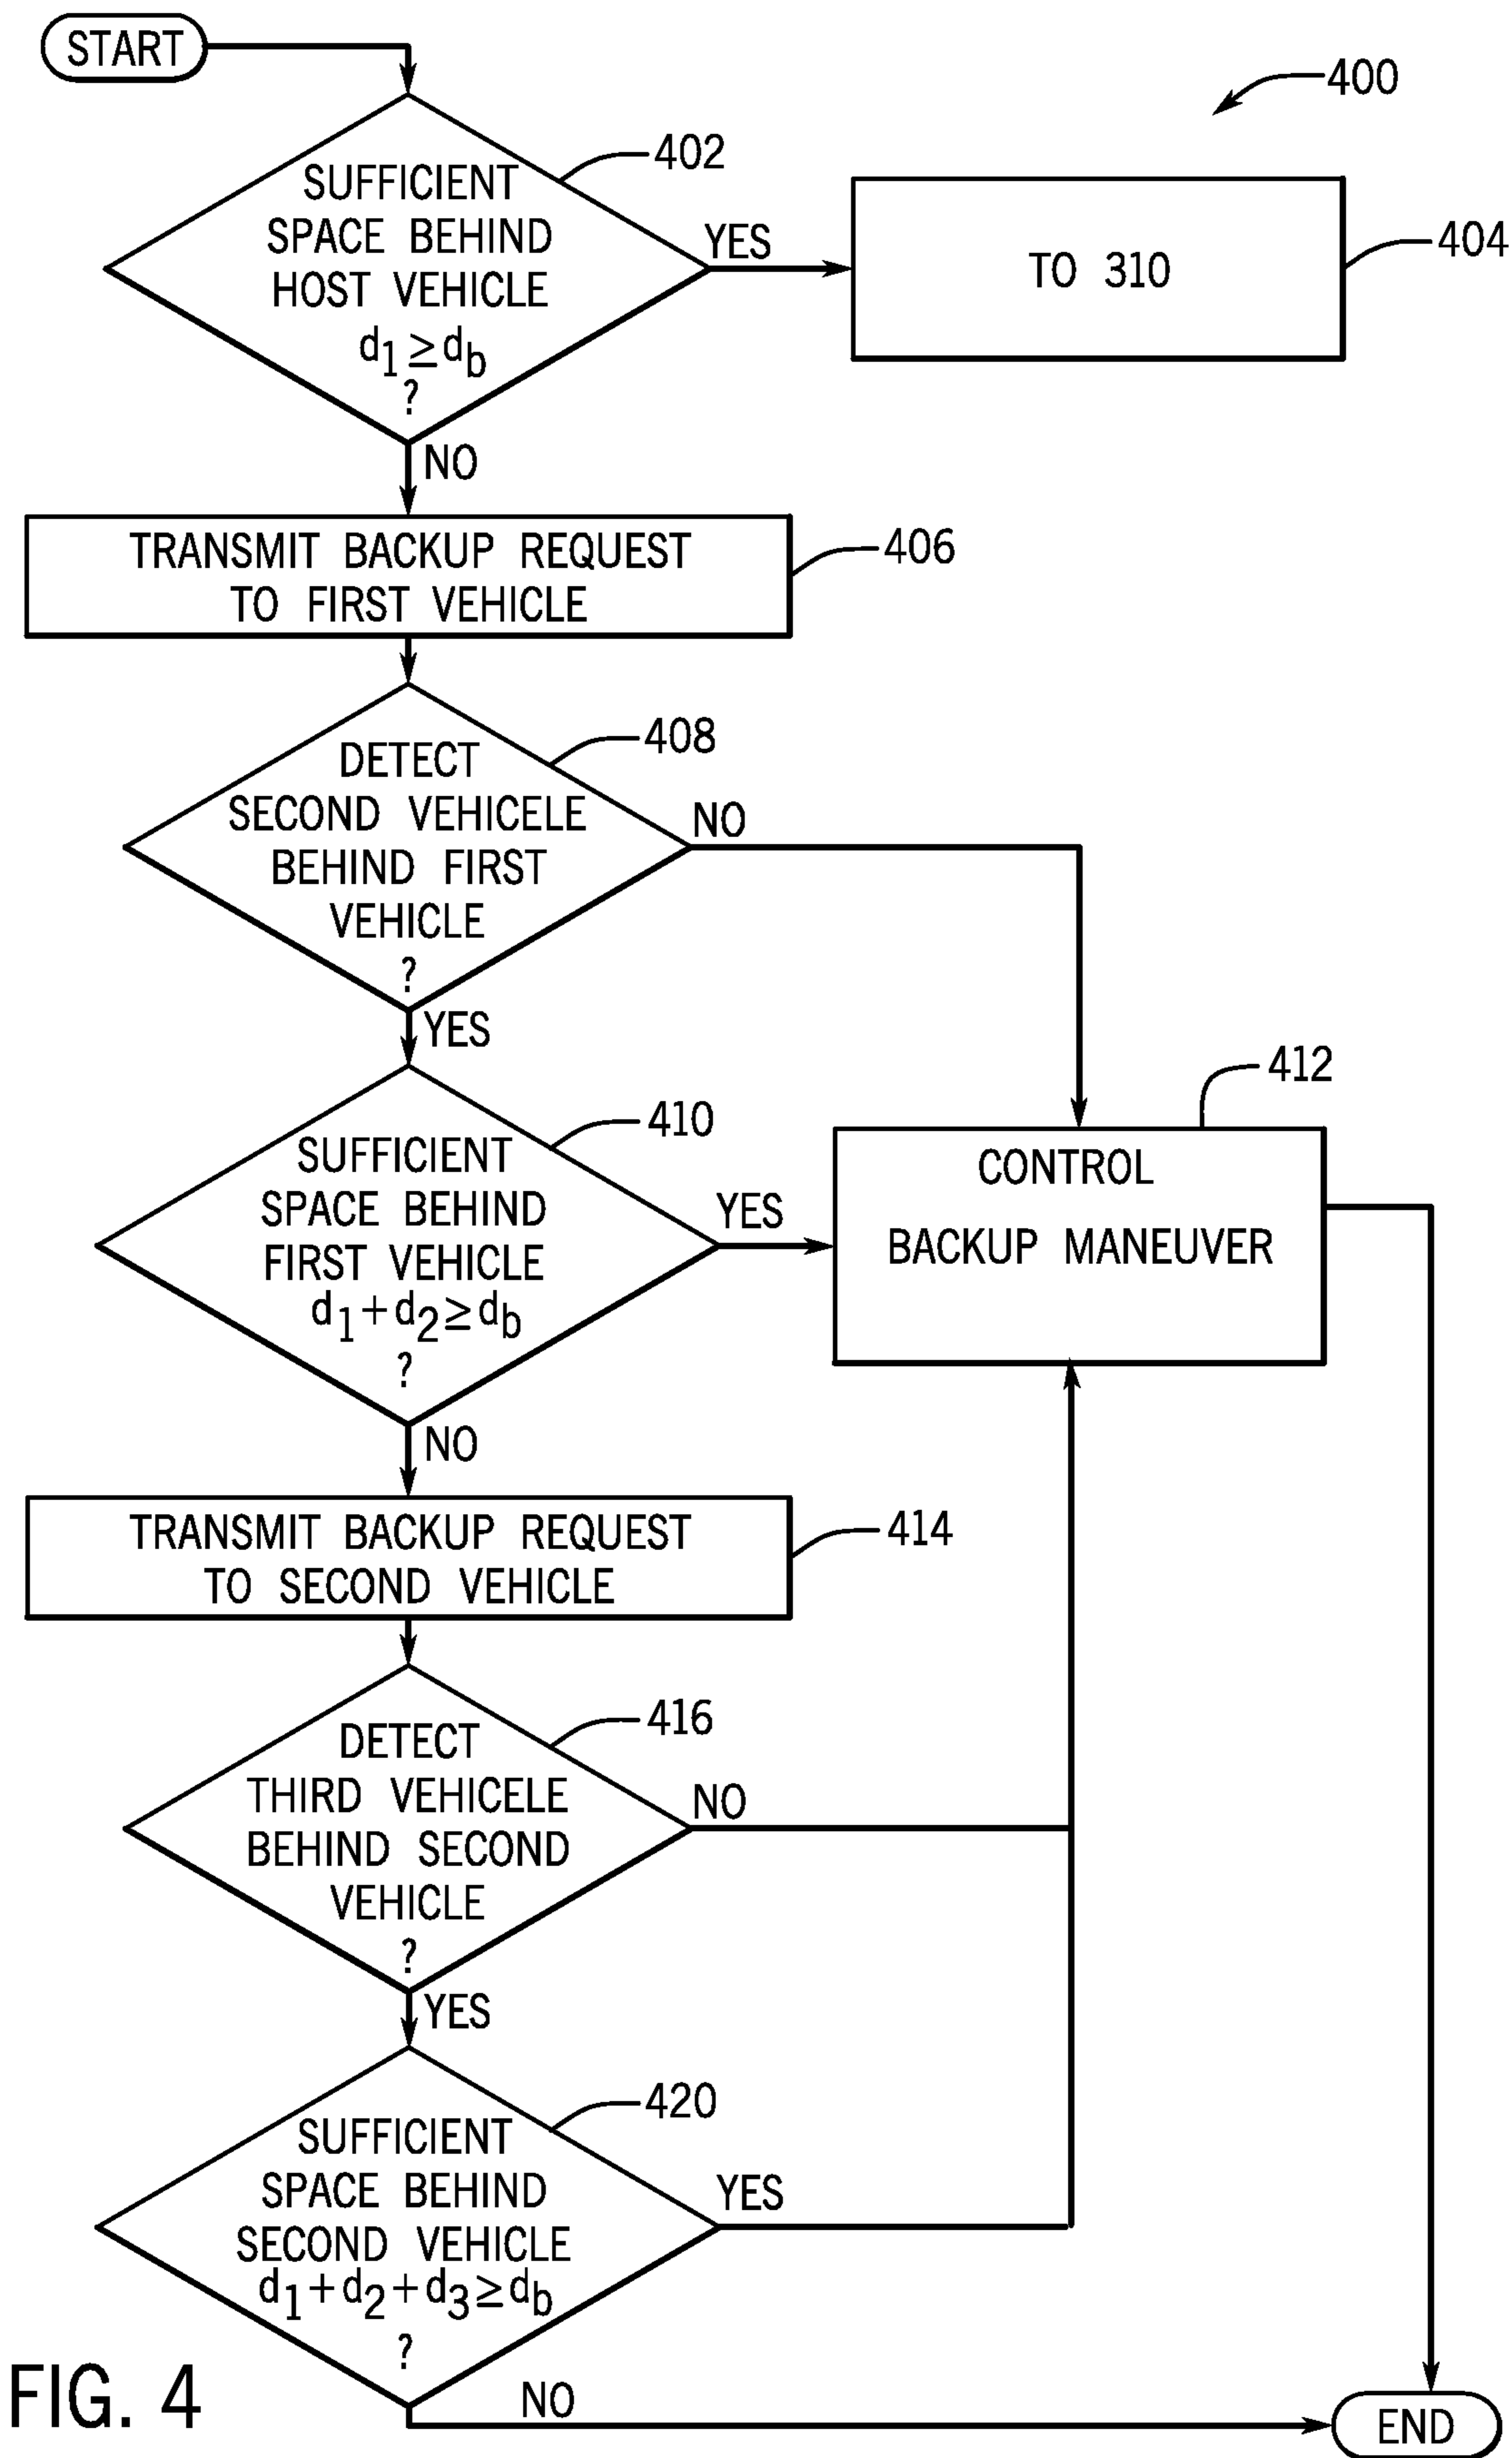 START
400
402
SUFFICIENT
SPACE BEHIND
HOST VEHICLE
d1≥db
?
YES
TO 310
404
NO
TRANSMIT BACKUP REQUEST
TO FIRST VEHICLE
406
408
DETECT
SECOND VEHICELE
BEHIND FIRST
VEHICLE
?
NO
YES
410
SUFFICIENT
SPACE BEHIND
FIRST VEHICLE
d1+d2≥db
?
YES
412
CONTROL
BACKUP MANEUVER
NO
TRANSMIT BACKUP REQUEST
TO SECOND VEHICLE
414
416
DETECT
THIRD VEHICELE
BEHIND SECOND
VEHICLE
?
NO
YES
420
SUFFICIENT
SPACE BEHIND
SECOND VEHICLE
d1+d2+d3≥db
?
YES
NO
END
FIG. 4